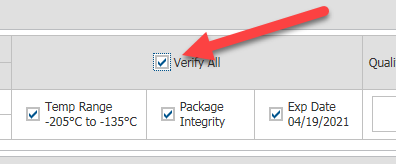 Verify All
Quali
Temp Range
-205°C to -135°C
Package
Integrity
Exp Date
04/19/2021